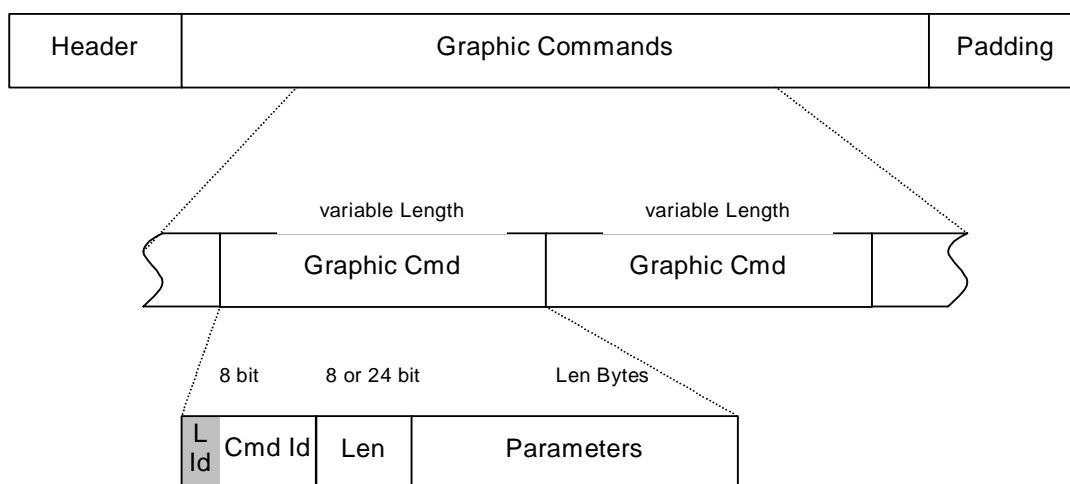 Header Graphic Commands Padding
variable Length variable Length
Graphic Cmd Graphic Cmd
8 bit 8 or 24 bit Len Bytes
L Id Cmd Id Len Parameters